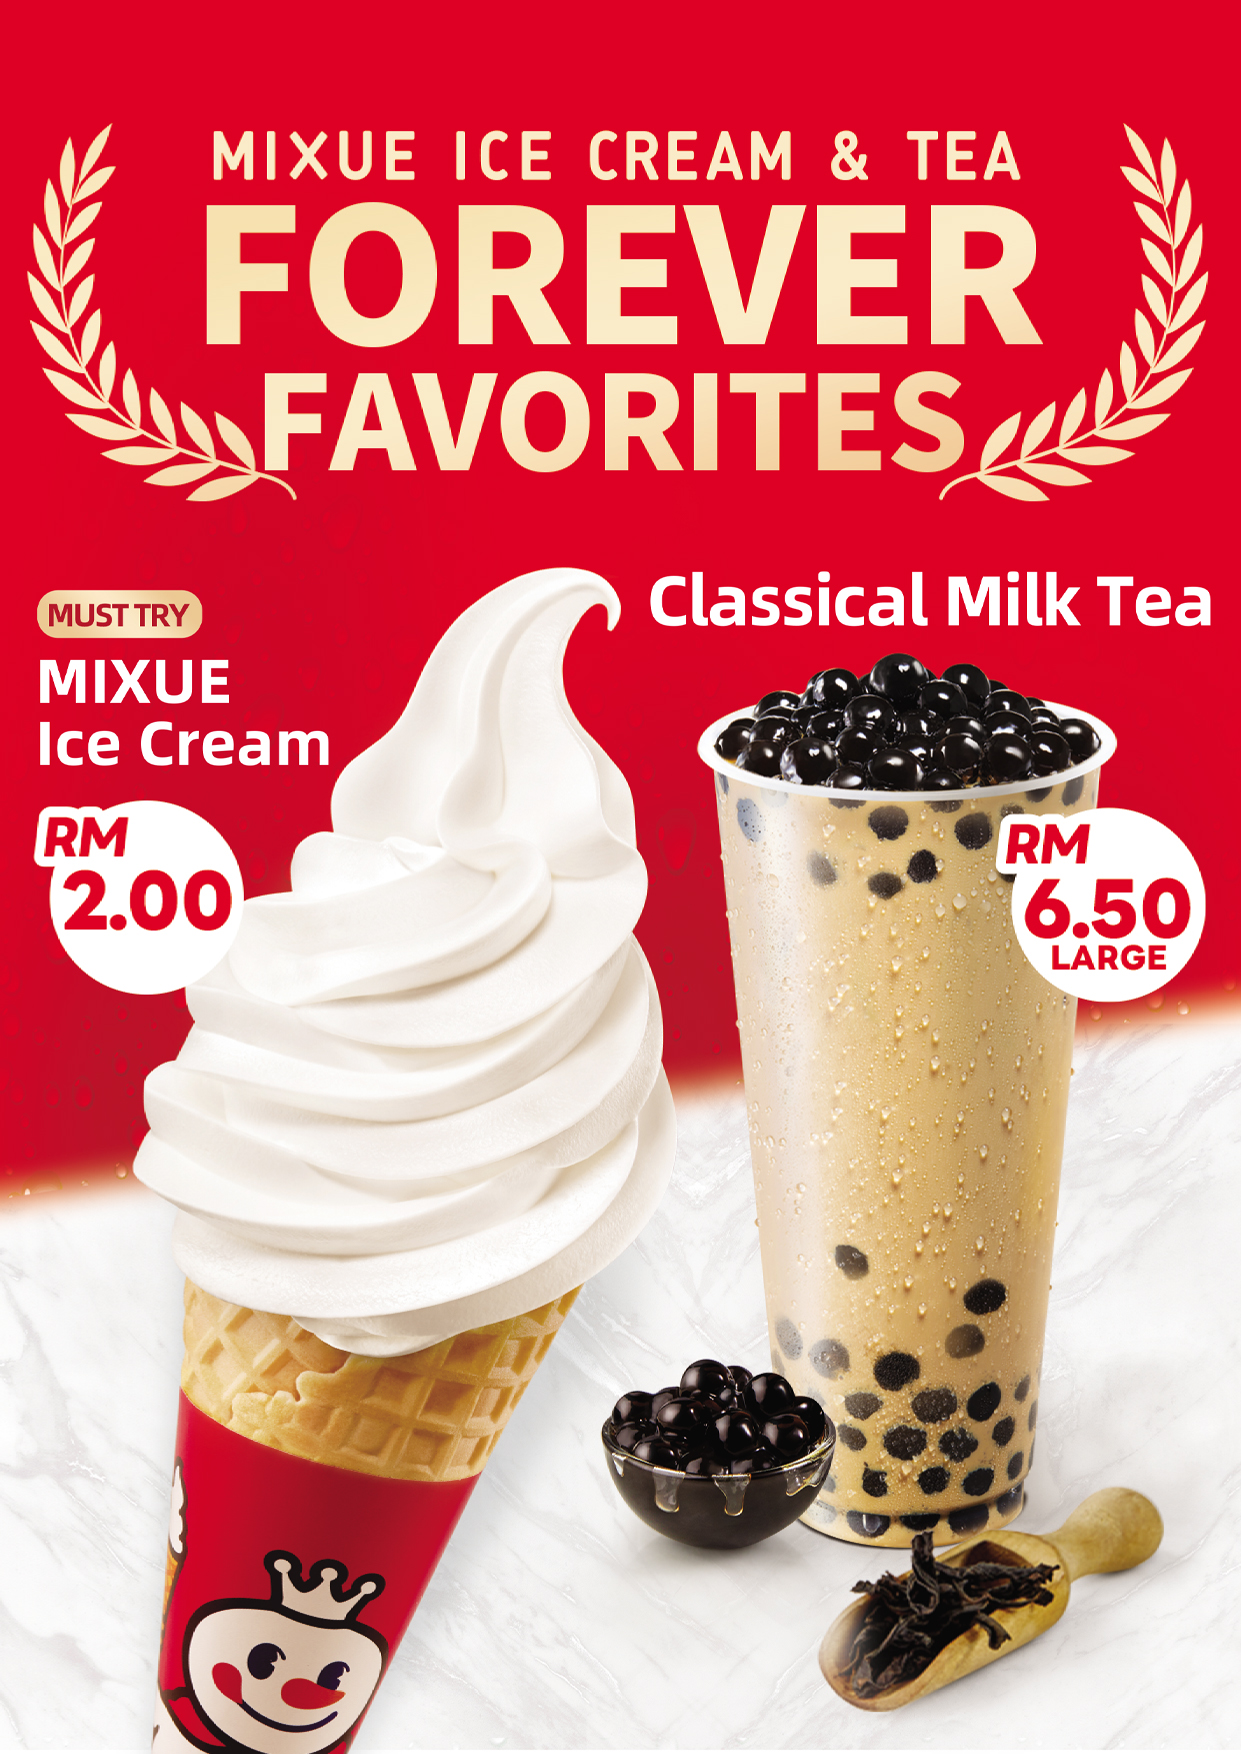 MIXUE ICE CREAM & TEA
FOREVER
FAVORITES
MUST TRY
MIXUE
Ice Cream
RM
2.00
Classical Milk Tea
RM
6.50
LARGE